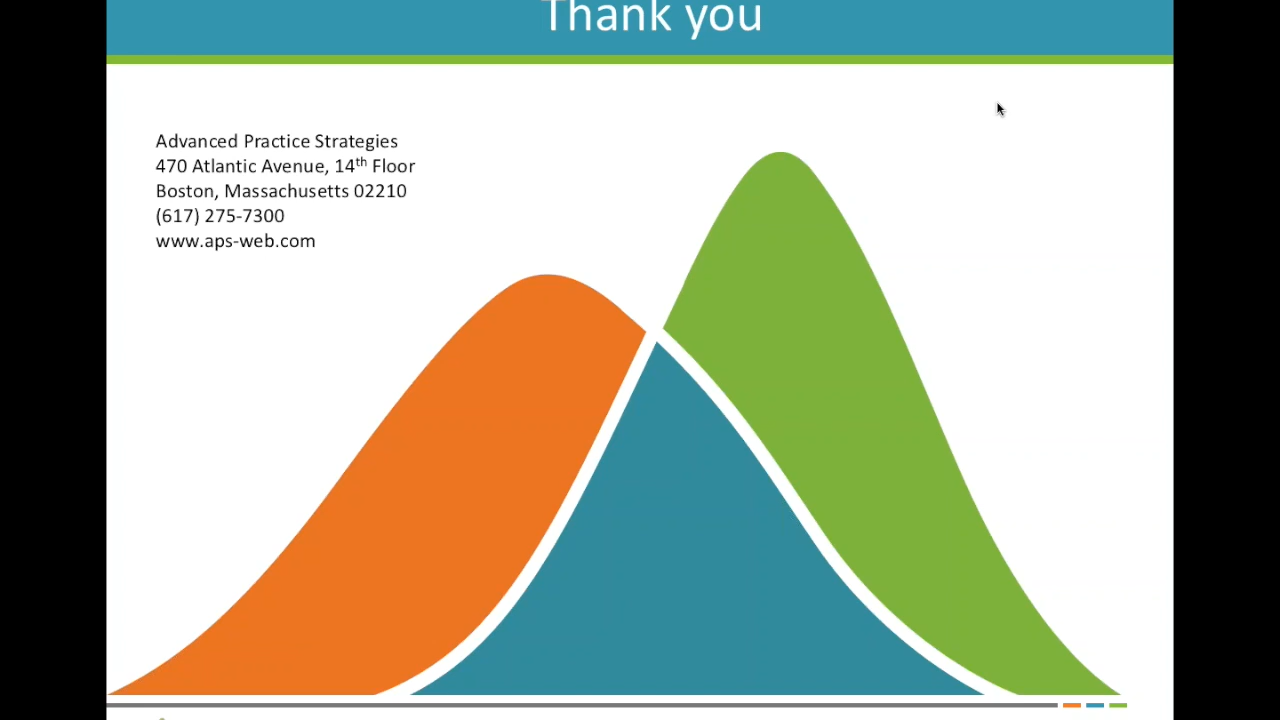 Thank you
Advanced Practice Strategies
470 Atlantic Avenue, 14th Floor
Boston, Massachusetts 02210
(617) 275-7300
www.aps-web.com